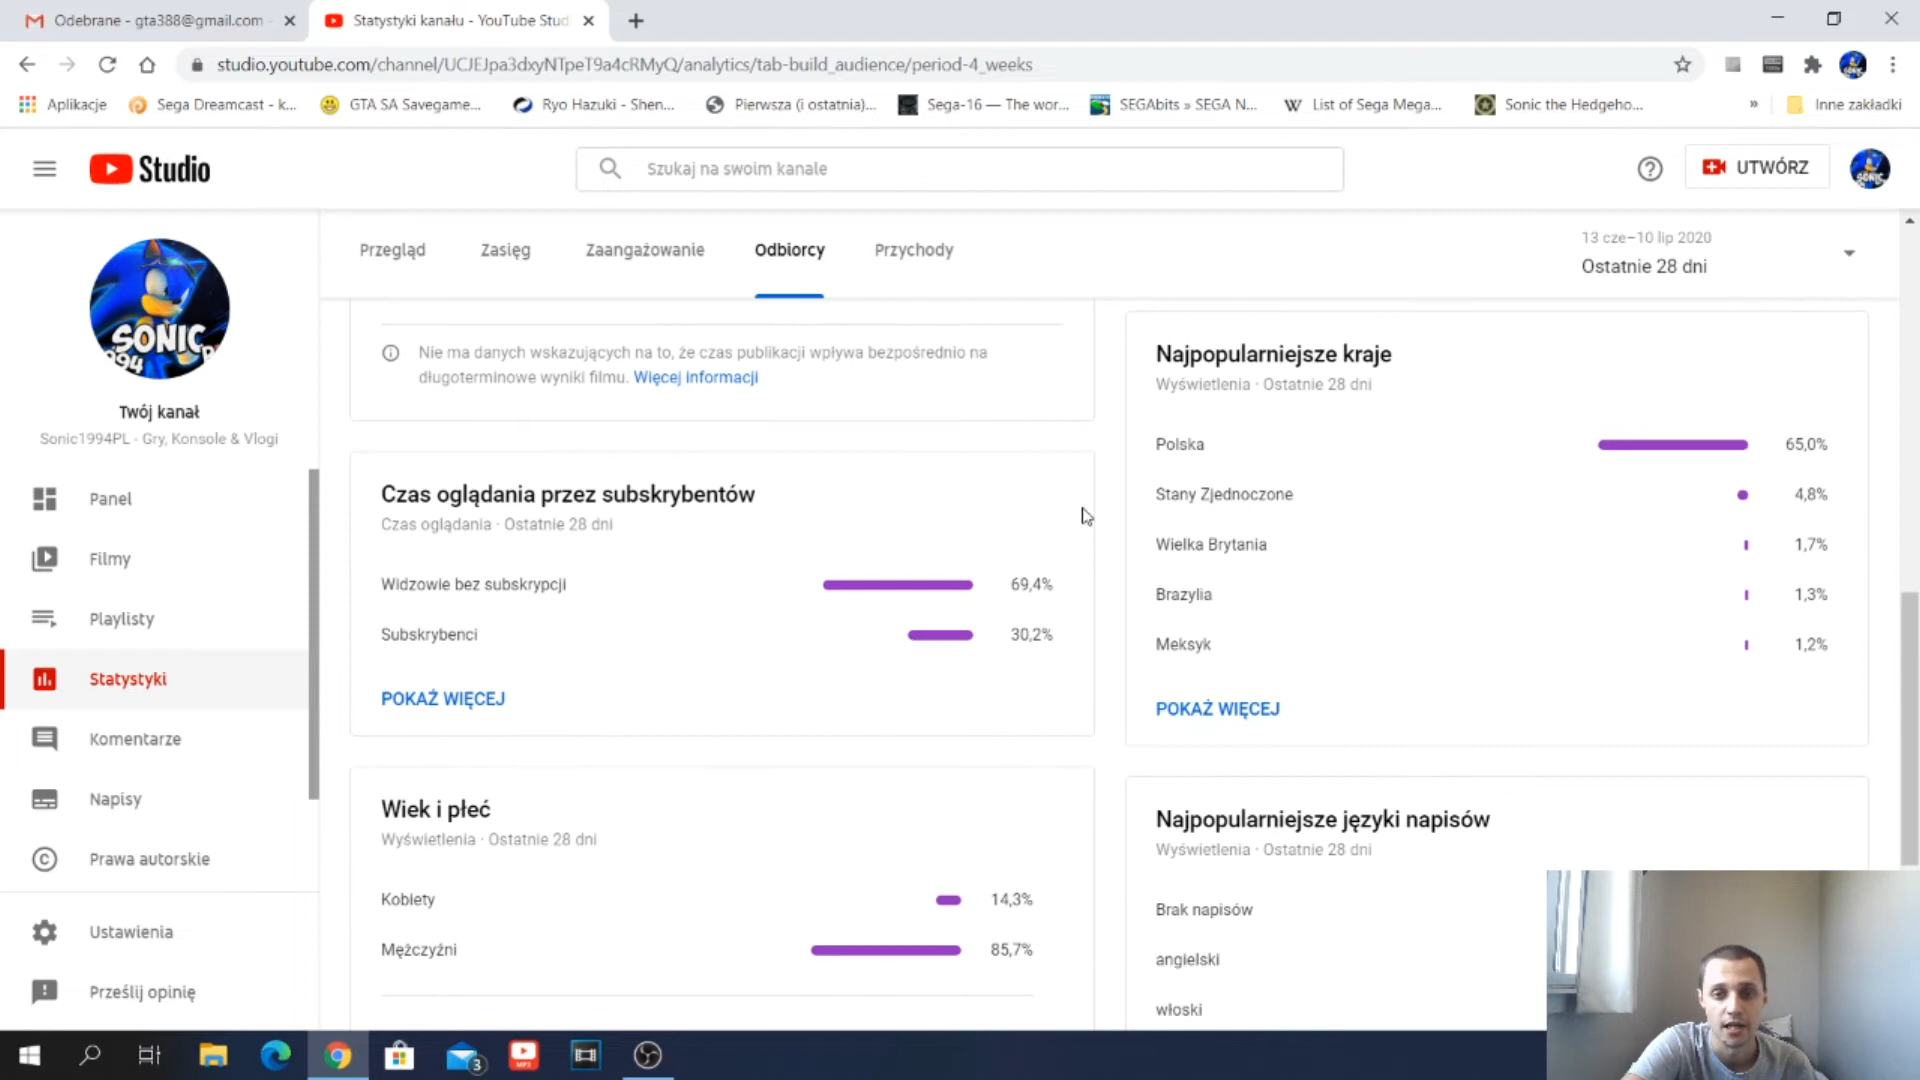 Odebrane - gta388@gmail.com -
Statystyki kanału - YouTube Stud
studio.youtube.com/channel/UCJEJpa3dxyNTpeT9a4cRMyQ/analytics/tab-build_audience/period-4_weeks
Aplikacje
Sega Dreamcast - k...
GTA SA Savegame...
Ryo Hazuki - Shen...
Pierwsza (i ostatnia)...
Sega-16 — The wor...
SEGAbits » SEGA N...
W List of Sega Mega...
Sonic the Hedgeho...
»
Inne zakładki
Studio
Szukaj na swoim kanale
UTWÓRZ
Przegląd
Zasięg
Zaangażowanie
Odbiorcy
Przychody
13 cze–10 lip 2020
Ostatnie 28 dni
SONIC
Twój kanał
Sonic1994PL - Gry, Konsole & Vlogi
Panel
Filmy
Playlisty
Statystyki
Komentarze
Napisy
Prawa autorskie
Ustawienia
Prześlij opinię
Nie ma danych wskazujących na to, że czas publikacji wpływa bezpośrednio na
długoterminowe wyniki filmu. Więcej informacji
Czas oglądania przez subskrybentów
Czas oglądania · Ostatnie 28 dni
Widzowie bez subskrypcji 69,4%
Subskrybenci 30,2%
POKAŻ WIĘCEJ
Wiek i płeć
Wyświetlenia · Ostatnie 28 dni
Kobiety 14,3%
Mężczyźni 85,7%
Najpopularniejsze kraje
Wyświetlenia · Ostatnie 28 dni
Polska 65,0%
Stany Zjednoczone 4,8%
Wielka Brytania 1,7%
Brazylia 1,3%
Meksyk 1,2%
POKAŻ WIĘCEJ
Najpopularniejsze języki napisów
Wyświetlenia · Ostatnie 28 dni
Brak napisów
angielski
włoski
3
MP3